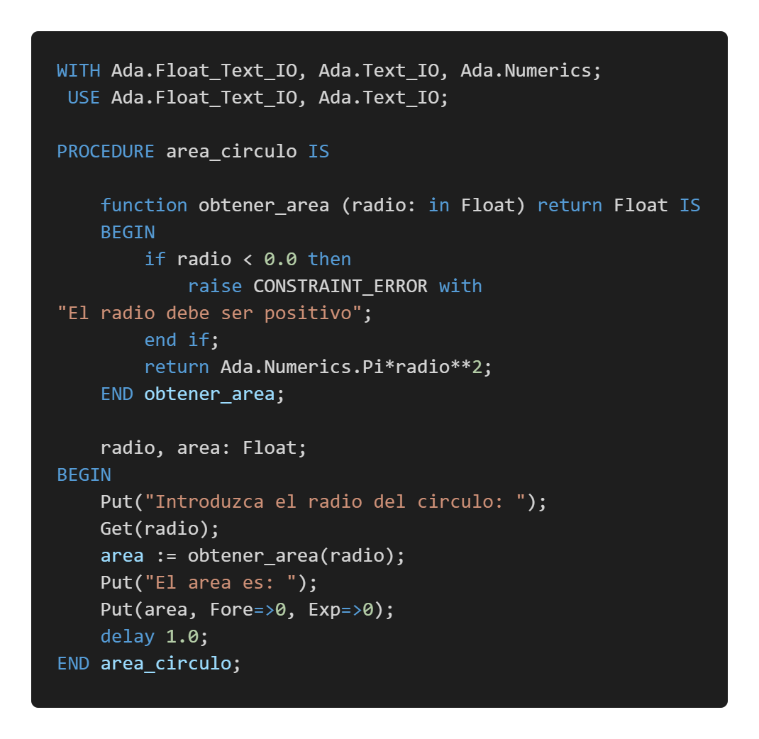 WITH Ada.Float_Text_IO, Ada.Text_IO, Ada.Numerics;
 USE Ada.Float_Text_IO, Ada.Text_IO;

PROCEDURE area_circulo IS

    function obtener_area (radio: in Float) return Float IS
    BEGIN
        if radio < 0.0 then
            raise CONSTRAINT_ERROR with
"El radio debe ser positivo";
        end if;
        return Ada.Numerics.Pi*radio**2;
    END obtener_area;

    radio, area: Float;
BEGIN
    Put("Introduzca el radio del circulo: ");
    Get(radio);
    area := obtener_area(radio);
    Put("El area es: ");
    Put(area, Fore=>0, Exp=>0);
    delay 1.0;
END area_circulo;